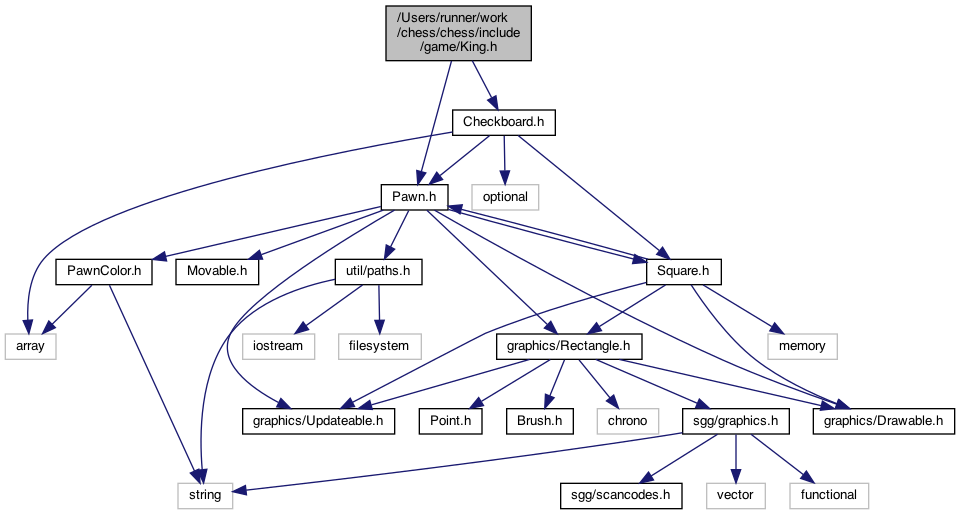 /Users/runner/work
/chess/chess/include
/game/King.h
Checkboard.h
Pawn.h
optional
PawnColor.h
Movable.h
util/paths.h
Square.h
array
iostream
filesystem
graphics/Rectangle.h
memory
graphics/Updateable.h
Point.h
Brush.h
chrono
sgg/graphics.h
graphics/Drawable.h
string
sgg/scancodes.h
vector
functional